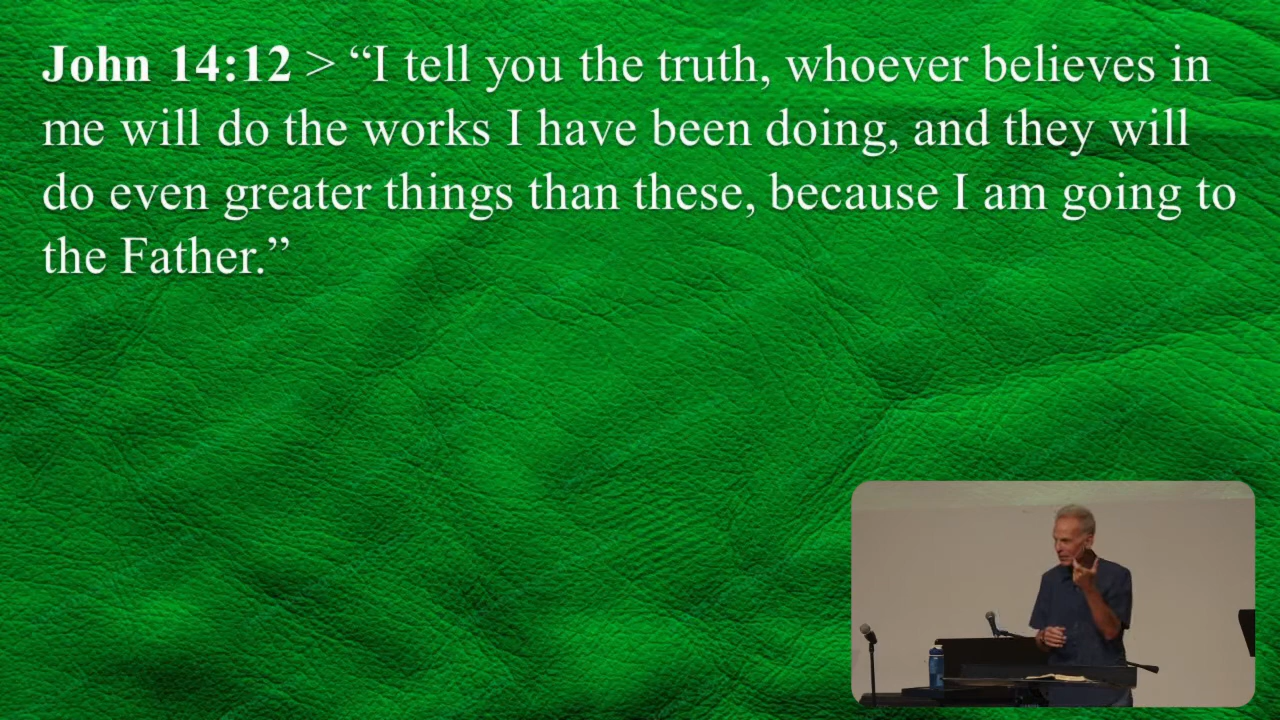 John 14:12 > “I tell you the truth, whoever believes in
me will do the works I have been doing, and they will
do even greater things than these, because I am going to
the Father.”